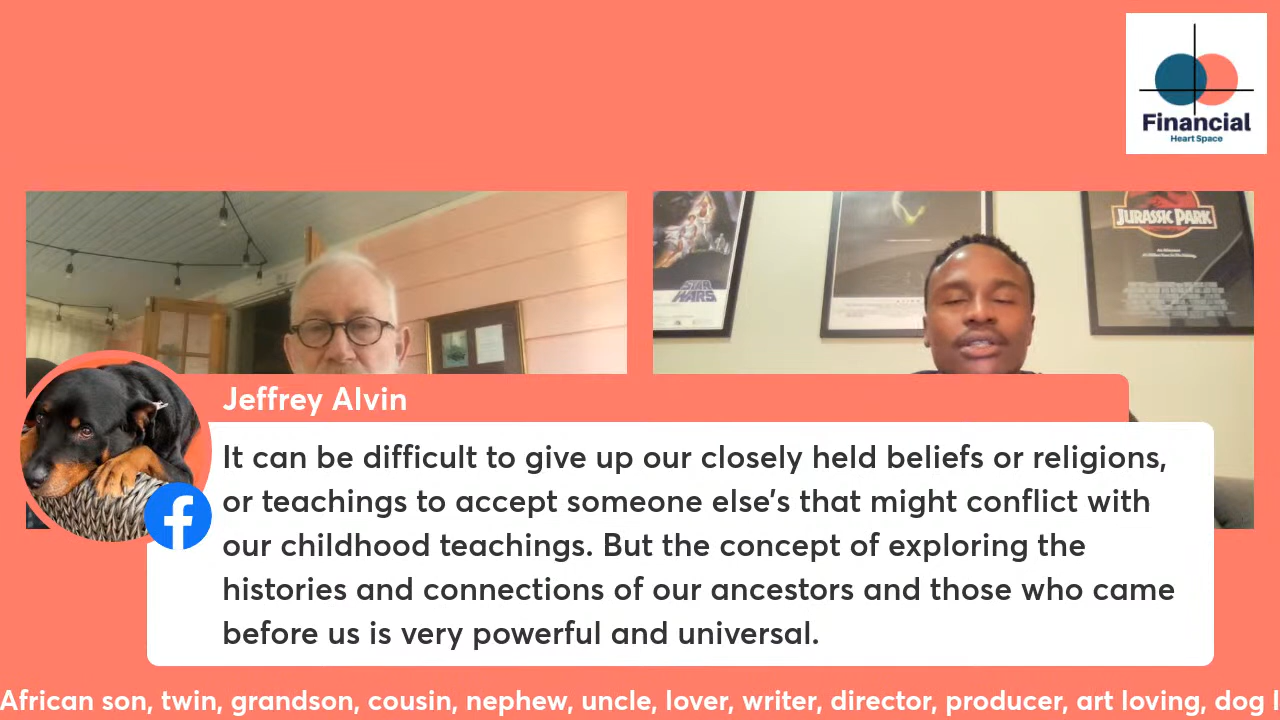 Financial
Heart Space
STAR
WARS
JURASSIC PARK
Jeffrey Alvin
It can be difficult to give up our closely held beliefs or religions,
or teachings to accept someone else's that might conflict with
our childhood teachings. But the concept of exploring the
histories and connections of our ancestors and those who came
before us is very powerful and universal.
African son, twin, grandson, cousin, nephew, uncle, lover, writer, director, producer, art loving, dog l